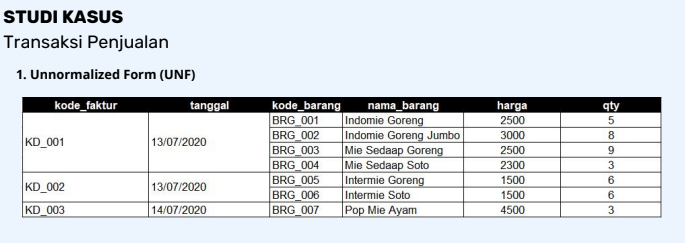 STUDI KASUS
Transaksi Penjualan
1. Unnormalized Form (UNF)
kode_faktur tanggal kode_barang nama_barang harga qty
KD_001 13/07/2020 BRG_001 Indomie Goreng 2500 5
BRG_002 Indomie Goreng Jumbo 3000 8
BRG_003 Mie Sedaap Goreng 2500 9
BRG_004 Mie Sedaap Soto 2300 3
KD_002 13/07/2020 BRG_005 Intermie Goreng 1500 6
BRG_006 Intermie Soto 1500 6
KD_003 14/07/2020 BRG_007 Pop Mie Ayam 4500 3